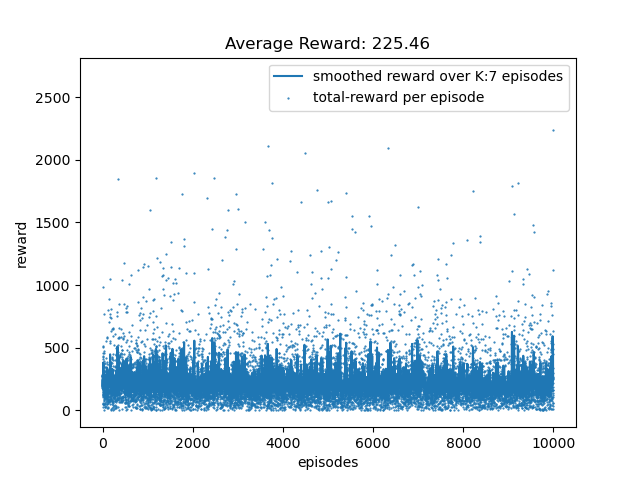 Average Reward: 225.46
smoothed reward over K:7 episodes
total-reward per episode
2500
2000
1500
1000
500
0
reward
0 2000 4000 6000 8000 10000
episodes